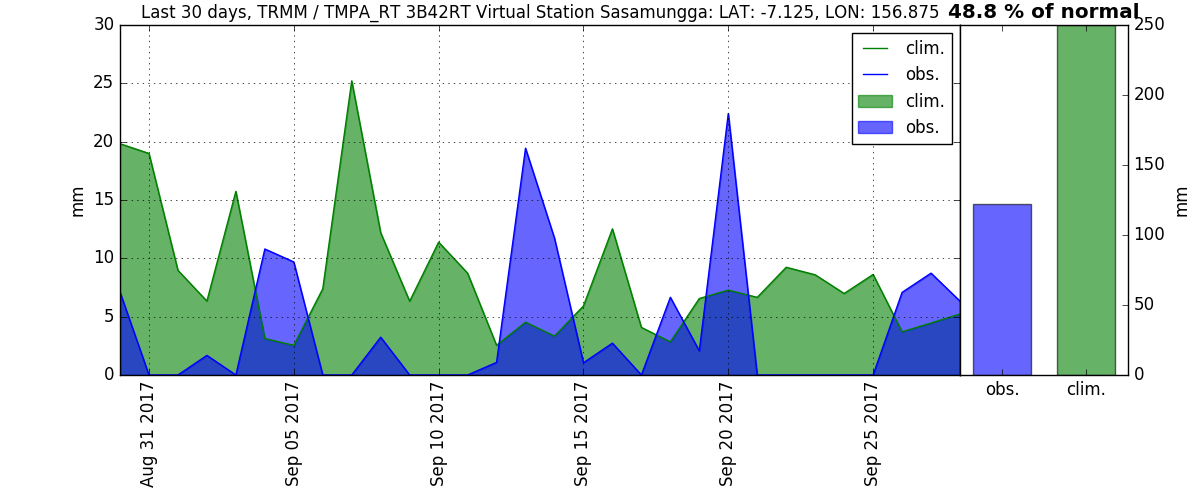 Last 30 days, TRMM / TMPA_RT 3B42RT Virtual Station Sasamungga: LAT: -7.125, LON: 156.875
48.8 % of normal
30
25
20
15
10
5
0
mm
clim.
obs.
clim.
obs.
Aug 31 2017
Sep 05 2017
Sep 10 2017
Sep 15 2017
Sep 20 2017
Sep 25 2017
250
200
150
100
50
0
mm
obs.
clim.